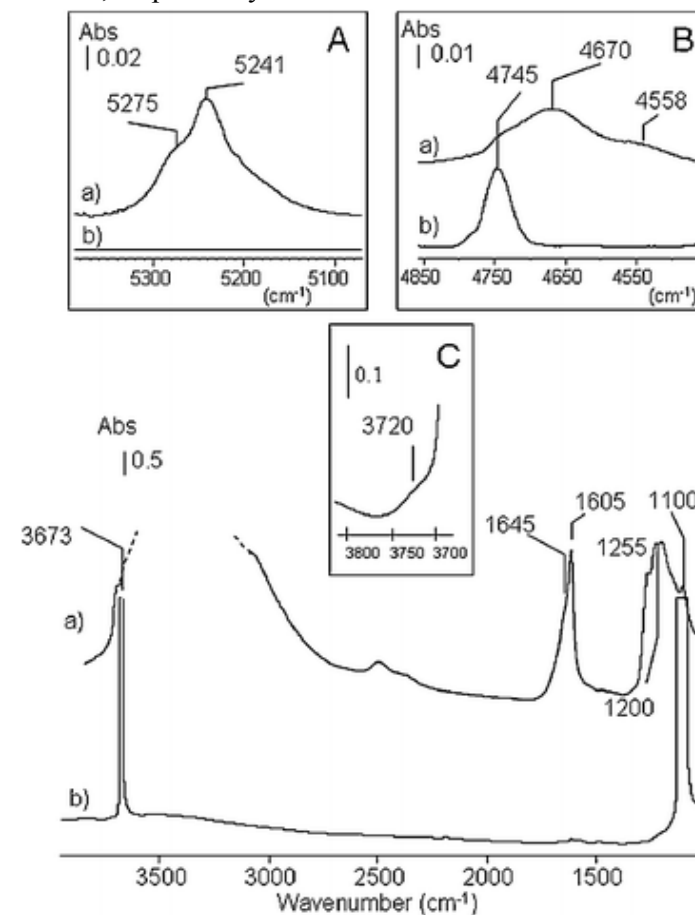 Abs
0.02
A
5275
5241
a)
b)
5300 5200 5100
(cm-1)
Abs
0.01
B
4745
4670
4558
a)
b)
4850 4750 4650 4550
(cm-1)
C
0.1
3720
3800 3750 3700
Abs
0.5
3673
1645
1605
1255
1100
1200
a)
b)
3500 3000 2500 2000 1500
Wavenumber (cm-1)